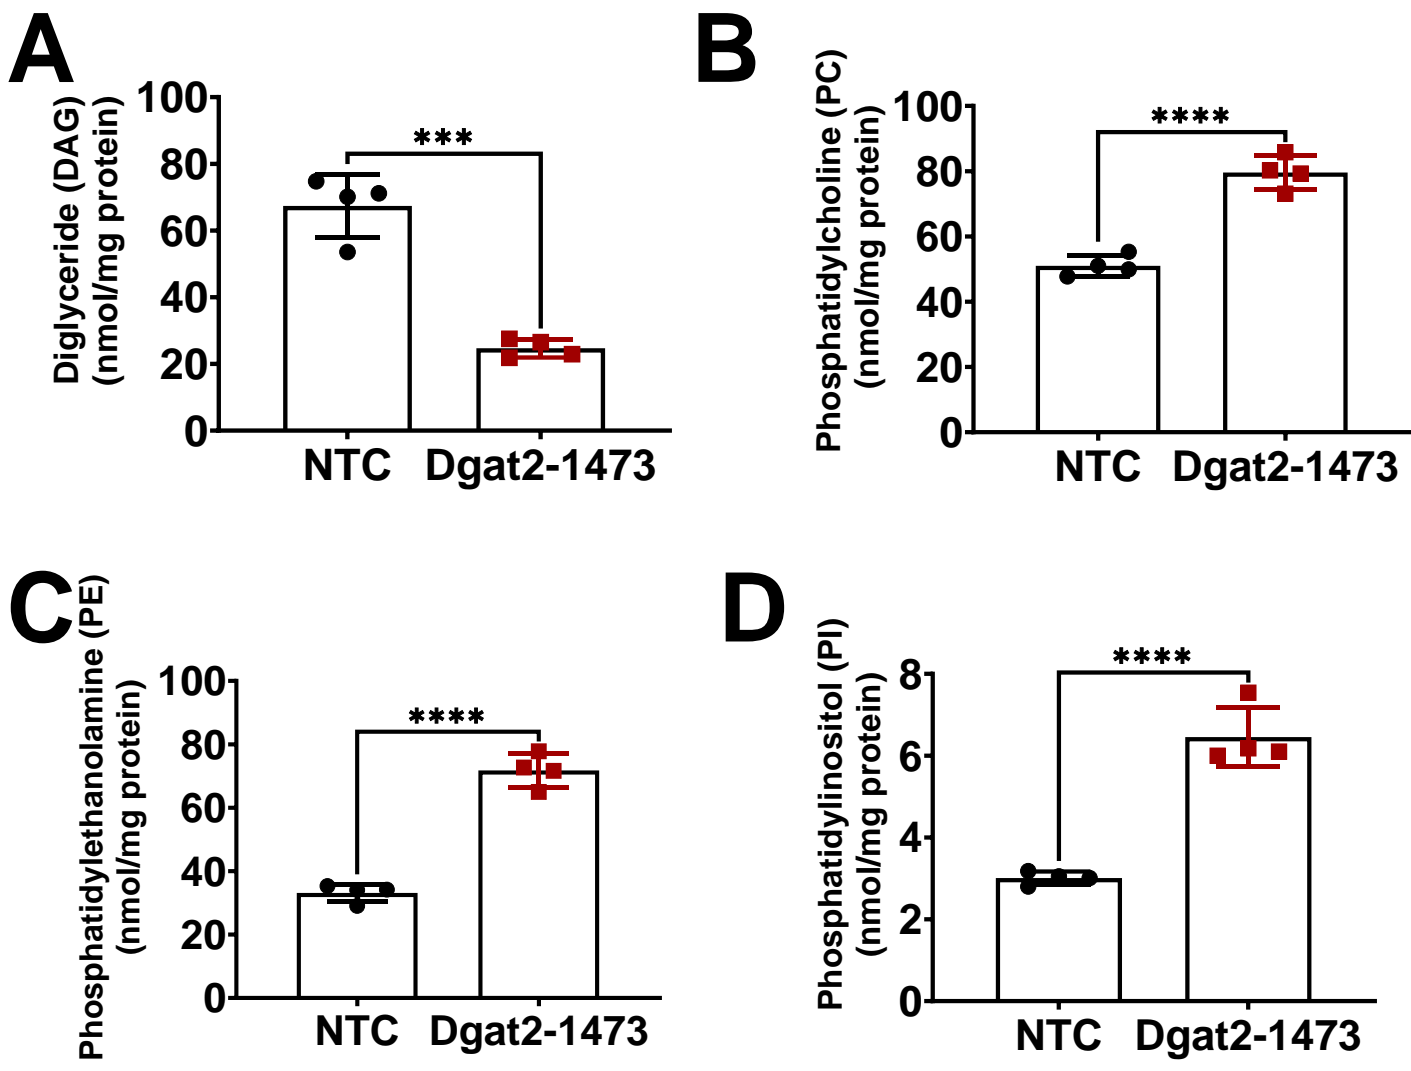 A
Diglyceride (DAG)
(nmol/mg protein)
100
80
60
40
20
0
***
NTC
Dgat2-1473
B
Phosphatidylcholine (PC)
(nmol/mg protein)
100
80
60
40
20
0
****
NTC
Dgat2-1473
C
Phosphatidylethanolamine (PE)
(nmol/mg protein)
100
80
60
40
20
0
****
NTC
Dgat2-1473
D
Phosphatidylinositol (PI)
(nmol/mg protein)
8
6
4
2
0
****
NTC
Dgat2-1473